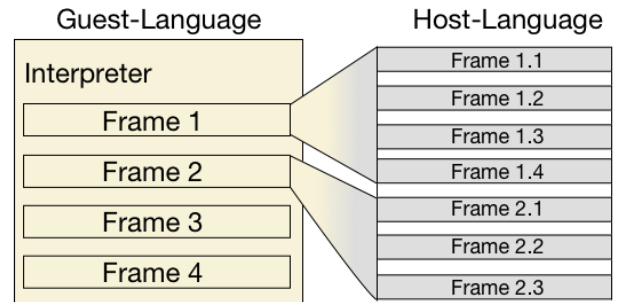 Guest-Language
Host-Language
Interpreter
Frame 1
Frame 2
Frame 3
Frame 4
Frame 1.1
Frame 1.2
Frame 1.3
Frame 1.4
Frame 2.1
Frame 2.2
Frame 2.3